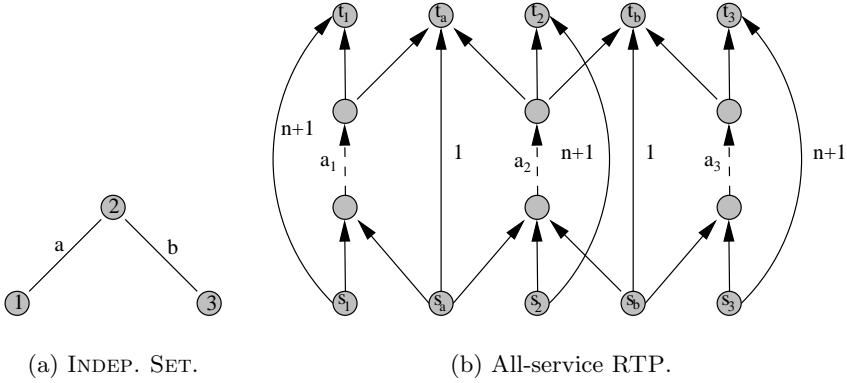 t1 ta t2 tb t3
n+1 a1 1 a2 n+1 1 a3 n+1
2
a b
1 3
s1 sa s2 sb s3
(a) INDEP. SET. (b) All-service RTP.